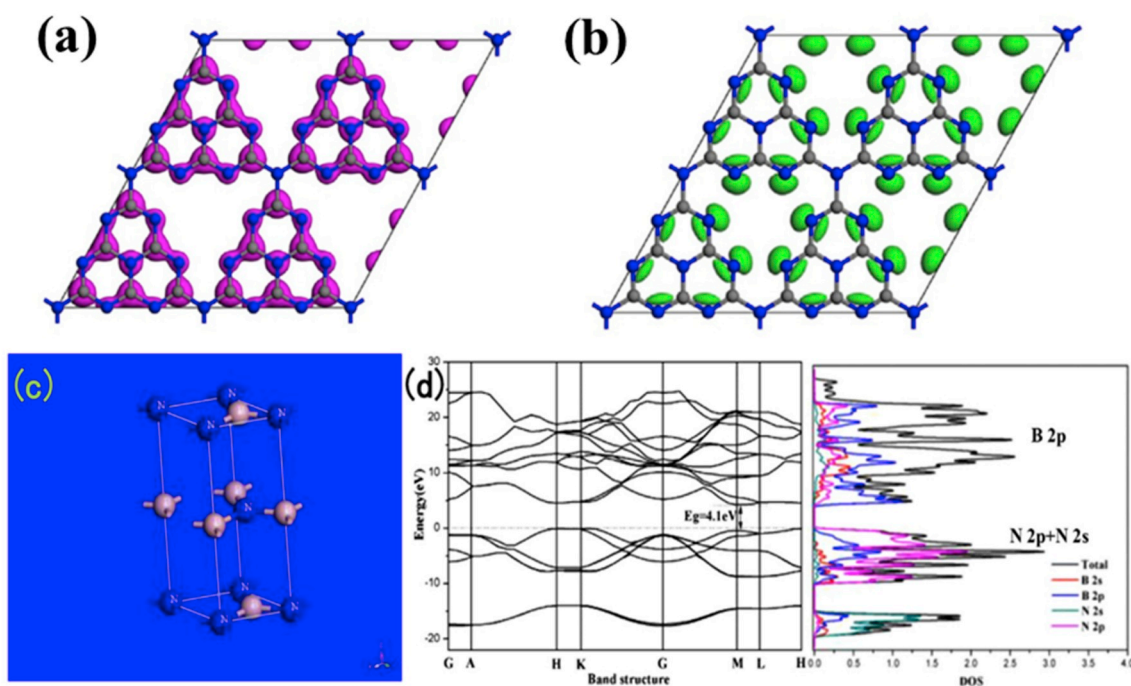 (a)
(b)
(c)
N
N
N
N
N
N
N
N
N
(d)
Energy(eV)
30
20
10
0
-10
-20
Eg=4.1eV
G A H K G M L H
Band structure
B 2p
N 2p+N 2s
Total
B 2s
B 2p
N 2s
N 2p
0.0 0.5 1.0 1.5 2.0 2.5 3.0 3.5 4.0
DOS